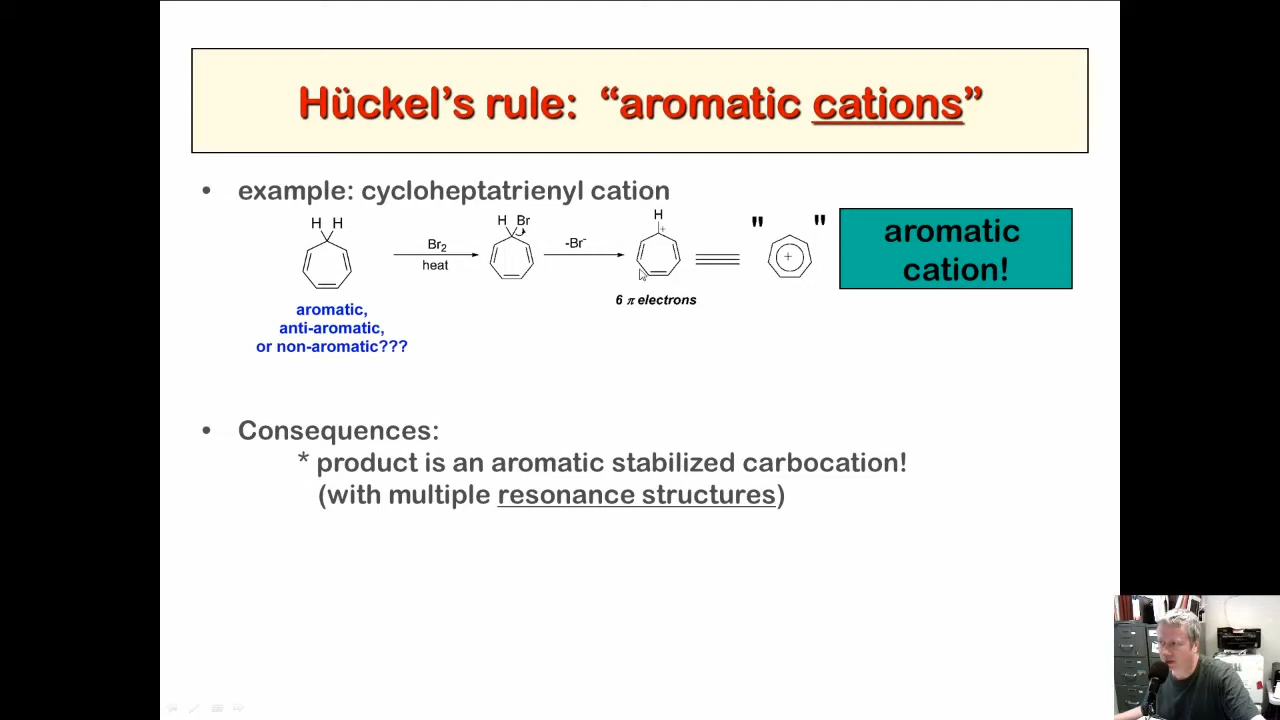 Hückel's rule: “aromatic cations”
• example: cycloheptatrienyl cation
H H
Br2
heat
H Br
-Br-
H
+
" + "
aromatic
cation!
6 π electrons
aromatic,
anti-aromatic,
or non-aromatic???
• Consequences:
* product is an aromatic stabilized carbocation!
(with multiple resonance structures)